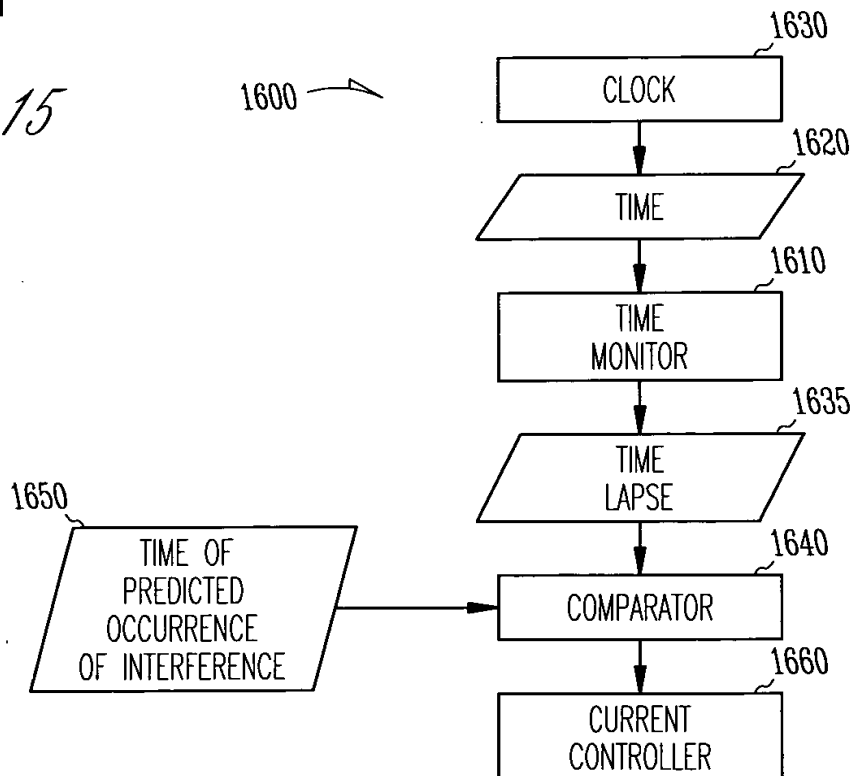 1630
CLOCK
15
1600
1620
TIME
1610
TIME
MONITOR
1635
TIME
LAPSE
1650
TIME OF
PREDICTED
OCCURRENCE
OF INTERFERENCE
1640
COMPARATOR
1660
CURRENT
CONTROLLER